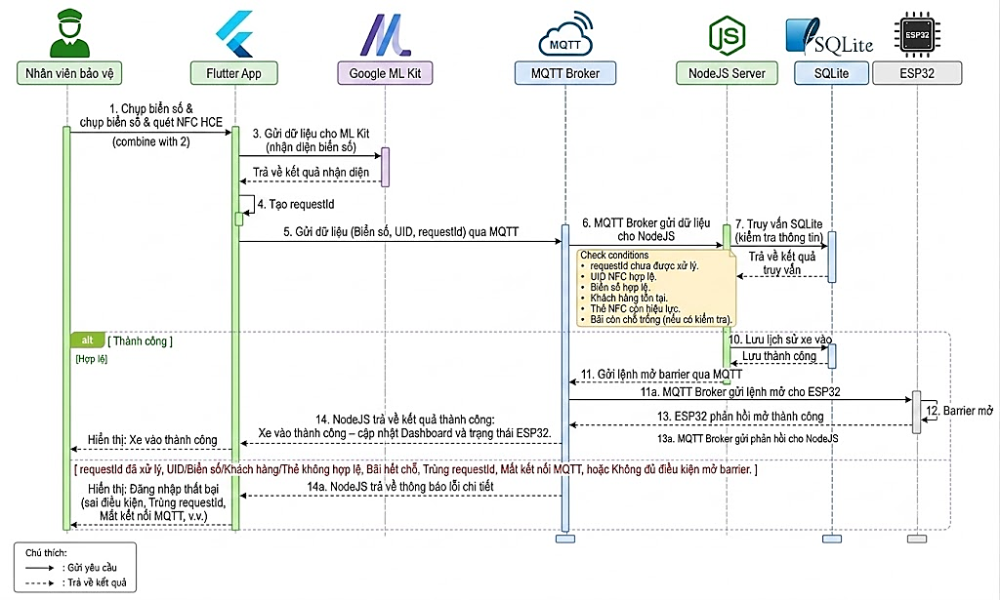 MQTT
JS
SQLite
ESP32
Nhân viên bảo vệ
Flutter App
Google ML Kit
MQTT Broker
NodeJS Server
SQLite
ESP32
1. Chụp biển số &
chụp biển số & quét NFC HCE
(combine with 2)
3. Gửi dữ liệu cho ML Kit
(nhận diện biển số)
Trả về kết quả nhận diện
4. Tạo requestId
5. Gửi dữ liệu (Biển số, UID, requestId) qua MQTT
6. MQTT Broker gửi dữ liệu
cho NodeJS
7. Truy vấn SQLite
(kiểm tra thông tin)
Trả về kết quả
truy vấn
Check conditions
• requestId chưa được xử lý.
• UID NFC hợp lệ.
• Biển số hợp lệ.
• Khách hàng tồn tại.
• Thẻ NFC còn hiệu lực.
• Bãi còn chỗ trống (nếu có kiểm tra).
alt [ Thành công ]
[Hợp lệ]
10. Lưu lịch sử xe vào
Lưu thành công
11. Gửi lệnh mở barrier qua MQTT
11a. MQTT Broker gửi lệnh mở cho ESP32
12. Barrier mở
13. ESP32 phản hồi mở thành công
13a. MQTT Broker gửi phản hồi cho NodeJS
14. NodeJS trả về kết quả thành công:
Xe vào thành công – cập nhật Dashboard và trạng thái ESP32.
Hiển thị: Xe vào thành công
[ requestId đã xử lý, UID/Biển số/Khách hàng/Thẻ không hợp lệ, Bãi hết chỗ, Trùng requestId, Mất kết nối MQTT, hoặc Không đủ điều kiện mở barrier. ]
14a. NodeJS trả về thông báo lỗi chi tiết
Hiển thị: Đăng nhập thất bại
(sai điều kiện, Trùng requestId,
Mất kết nối MQTT, v.v.)
Chú thích:
: Gửi yêu cầu
: Trả về kết quả